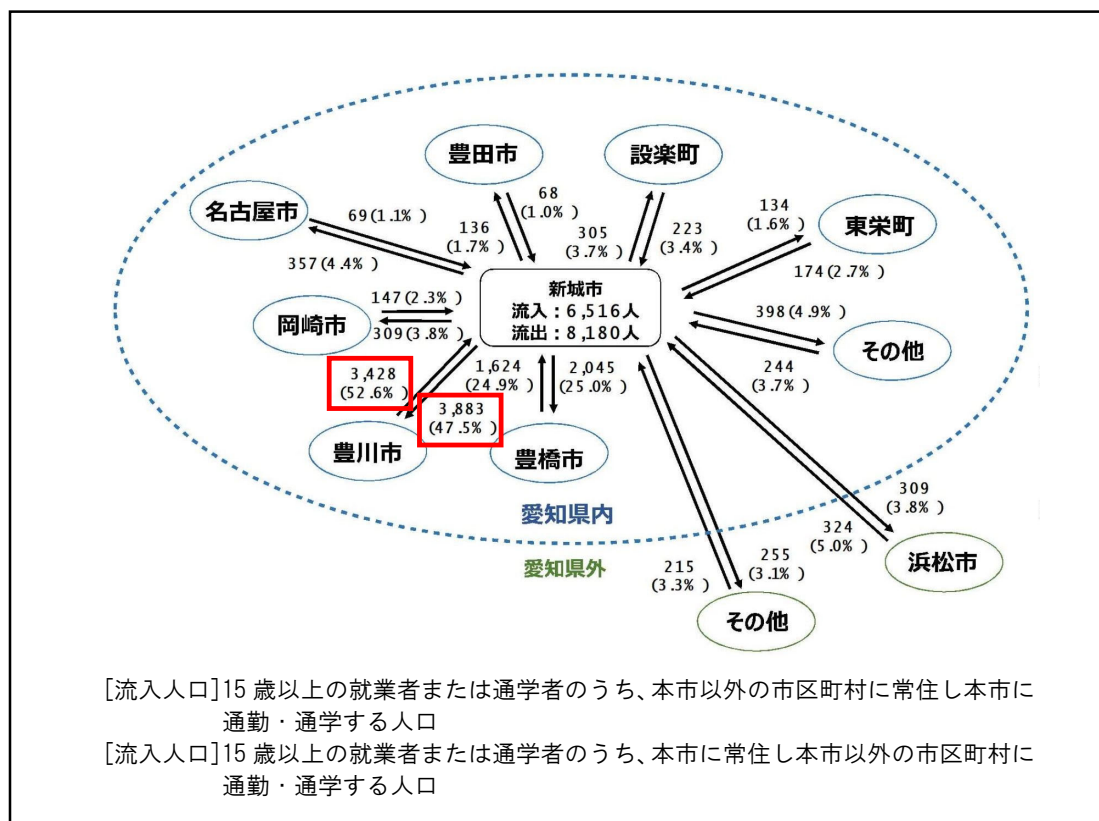 豊田市
設楽町
68
(1.0%)
134
(1.6%)
名古屋市
69(1.1%)
136
(1.7%)
305
(3.7%)
223
(3.4%)
東栄町
174(2.7%)
357(4.4%)
新城市
流入：6,516人
流出：8,180人
147(2.3%)
岡崎市
309(3.8%)
398(4.9%)
その他
244
(3.7%)
3,428
(52.6%)
1,624
(24.9%)
2,045
(25.0%)
3,883
(47.5%)
豊川市
豊橋市
愛知県内
309
(3.8%)
324
(5.0%)
浜松市
愛知県外
215
(3.3%)
255
(3.1%)
その他
[流入人口]15歳以上の就業者または通学者のうち、本市以外の市区町村に常住し本市に
通勤・通学する人口
[流入人口]15歳以上の就業者または通学者のうち、本市に常住し本市以外の市区町村に
通勤・通学する人口